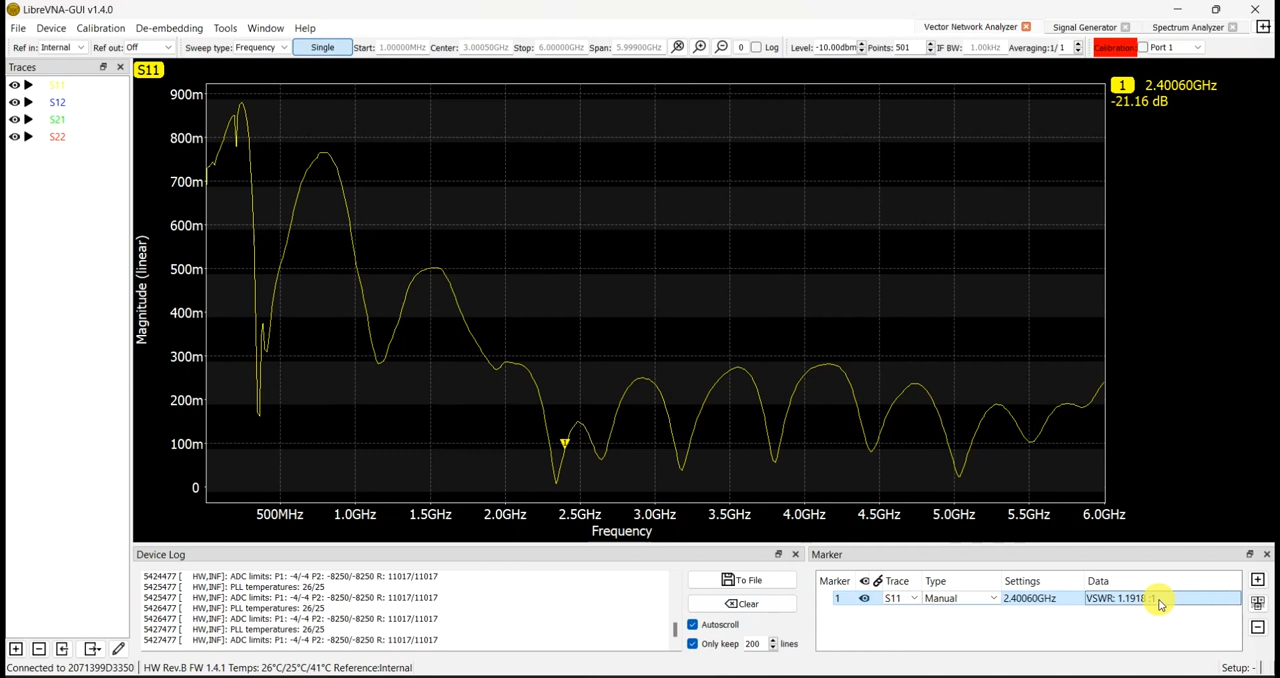 LibreVNA-GUI v1.4.0
File Device Calibration De-embedding Tools Window Help
Vector Network Analyzer Signal Generator Spectrum Analyzer
Ref in: Internal Ref out: Off Sweep type: Frequency Single Start: 1.00000MHz Center: 3.00050GHz Stop: 6.00000GHz Span: 5.99900GHz 0 Log Level: -10.00dbm Points: 501 IF BW: 1.00kHz Averaging: 1/ 1 Calibration: Port 1
Traces
S11
S12
S21
S22
S11
1 2.40060GHz
-21.16 dB
900m
800m
700m
600m
500m
400m
300m
200m
100m
0
Magnitude (linear)
1
500MHz 1.0GHz 1.5GHz 2.0GHz 2.5GHz 3.0GHz 3.5GHz 4.0GHz 4.5GHz 5.0GHz 5.5GHz 6.0GHz
Frequency
Device Log
5424477 [ HW,INF]: ADC limits: P1: -4/-4 P2: -8250/-8250 R: 11017/11017
5425477 [ HW,INF]: PLL temperatures: 26/25
5425477 [ HW,INF]: ADC limits: P1: -4/-4 P2: -8250/-8250 R: 11017/11017
5426477 [ HW,INF]: PLL temperatures: 26/25
5426477 [ HW,INF]: ADC limits: P1: -4/-4 P2: -8250/-8250 R: 11017/11017
5427477 [ HW,INF]: PLL temperatures: 26/25
5427477 [ HW,INF]: ADC limits: P1: -4/-4 P2: -8250/-8250 R: 11017/11017
To File
Clear
Autoscroll
Only keep 200 lines
Marker
Marker Trace Type Settings Data
1 S11 Manual 2.40060GHz VSWR: 1.1918:1
Connected to 2071399D3350 HW Rev.B FW 1.4.1 Temps: 26°C/25°C/41°C Reference:Internal
Setup: -